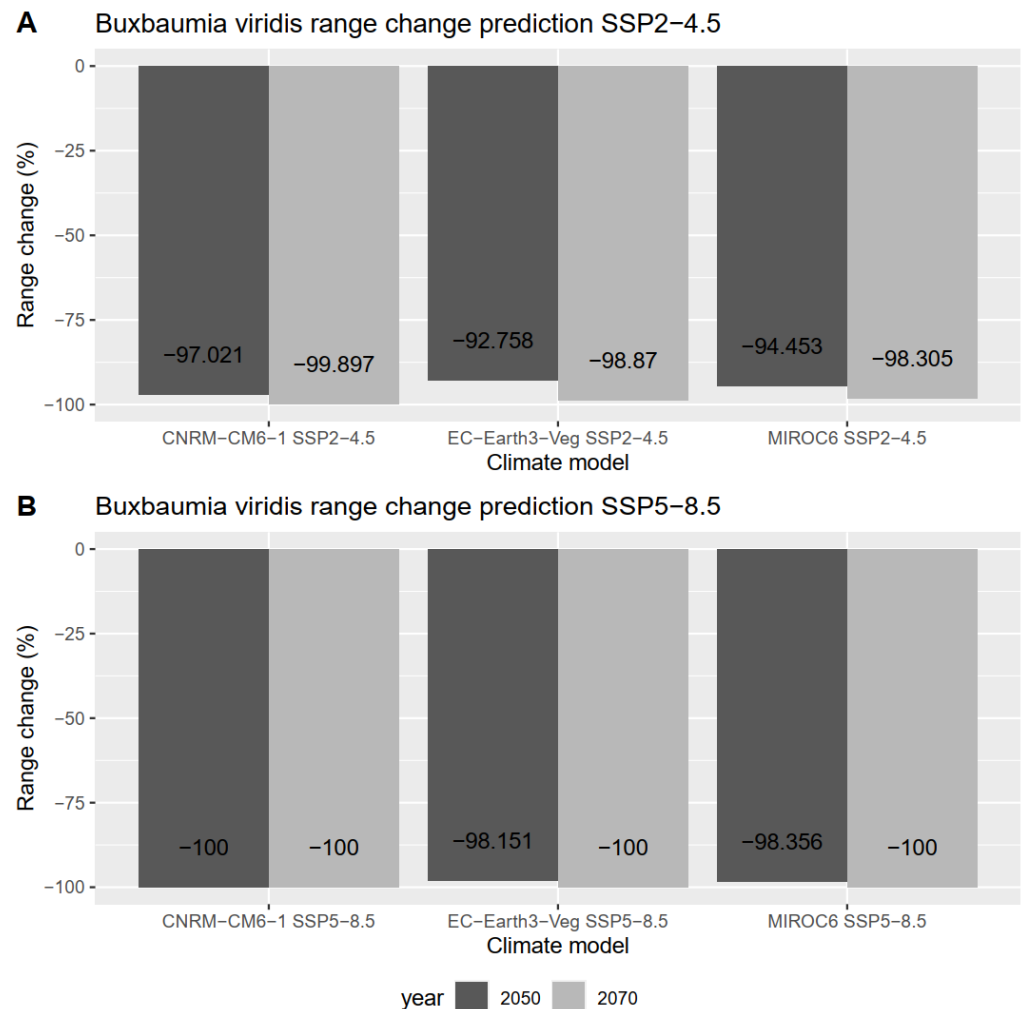 A Buxbaumia viridis range change prediction SSP2−4.5
Range change (%)
0
−25
−50
−75
−100
−97.021
−99.897
−92.758
−98.87
−94.453
−98.305
CNRM−CM6−1 SSP2−4.5
EC−Earth3−Veg SSP2−4.5
MIROC6 SSP2−4.5
Climate model
B Buxbaumia viridis range change prediction SSP5−8.5
Range change (%)
0
−25
−50
−75
−100
−100
−100
−98.151
−100
−98.356
−100
CNRM−CM6−1 SSP5−8.5
EC−Earth3−Veg SSP5−8.5
MIROC6 SSP5−8.5
Climate model
year 2050 2070